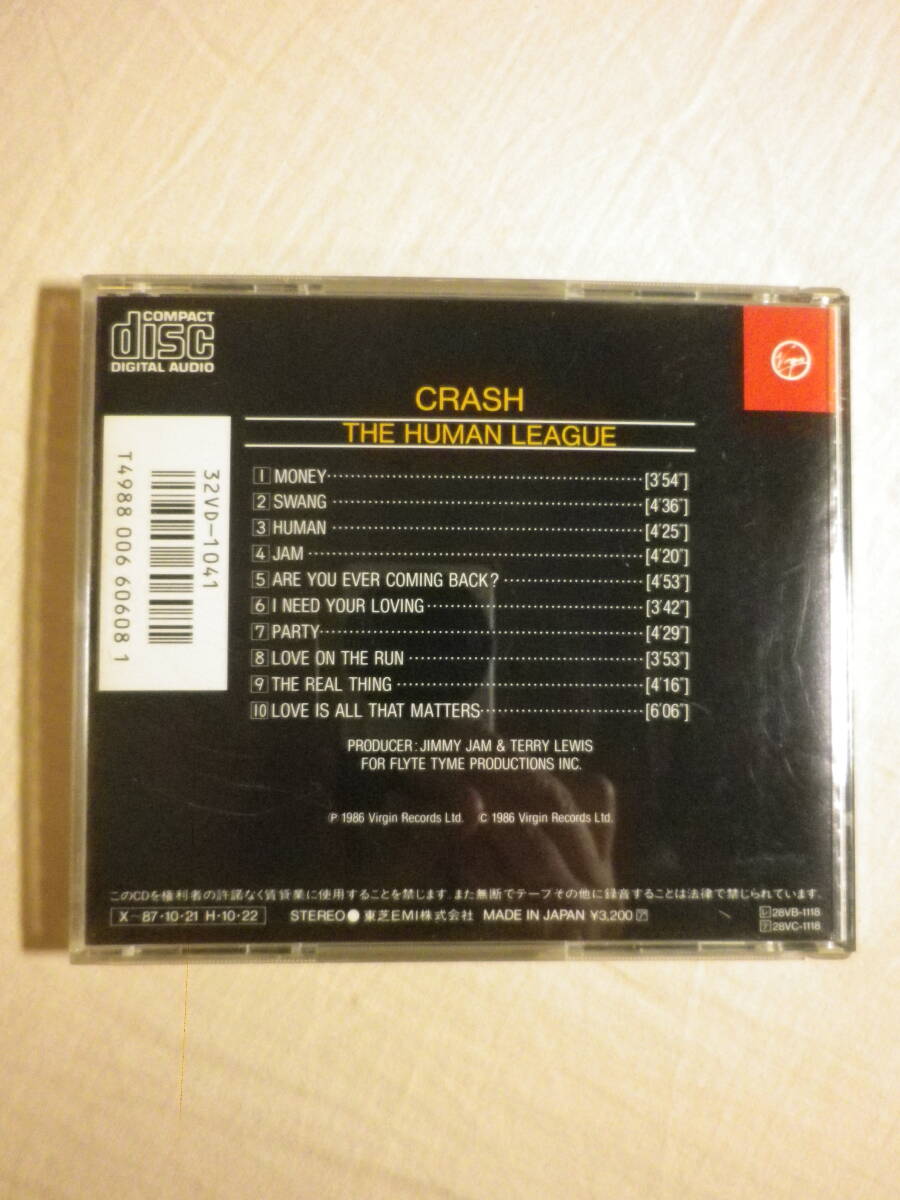 COMPACT
disc
DIGITAL AUDIO
Virgin
CRASH
THE HUMAN LEAGUE
32VD-1041
T4988 006 60608 1
1 MONEY [3′54″]
2 SWANG [4′36″]
3 HUMAN [4′25″]
4 JAM [4′20″]
5 ARE YOU EVER COMING BACK? [4′53″]
6 I NEED YOUR LOVING [3′42″]
7 PARTY [4′29″]
8 LOVE ON THE RUN [3′53″]
9 THE REAL THING [4′16″]
10 LOVE IS ALL THAT MATTERS [6′06″]
PRODUCER: JIMMY JAM & TERRY LEWIS
FOR FLYTE TYME PRODUCTIONS INC.
Ⓟ 1986 Virgin Records Ltd. © 1986 Virgin Records Ltd.
このCDを権利者の許諾なく賃貸業に使用することを禁じます. また無断でテープその他に録音することは法律で禁じられています.
X-87・10・21 H・10・22 STEREO● 東芝EMI株式会社 MADE IN JAPAN ¥3,200 ア
レ 28VB-1118
テ 28VC-1118